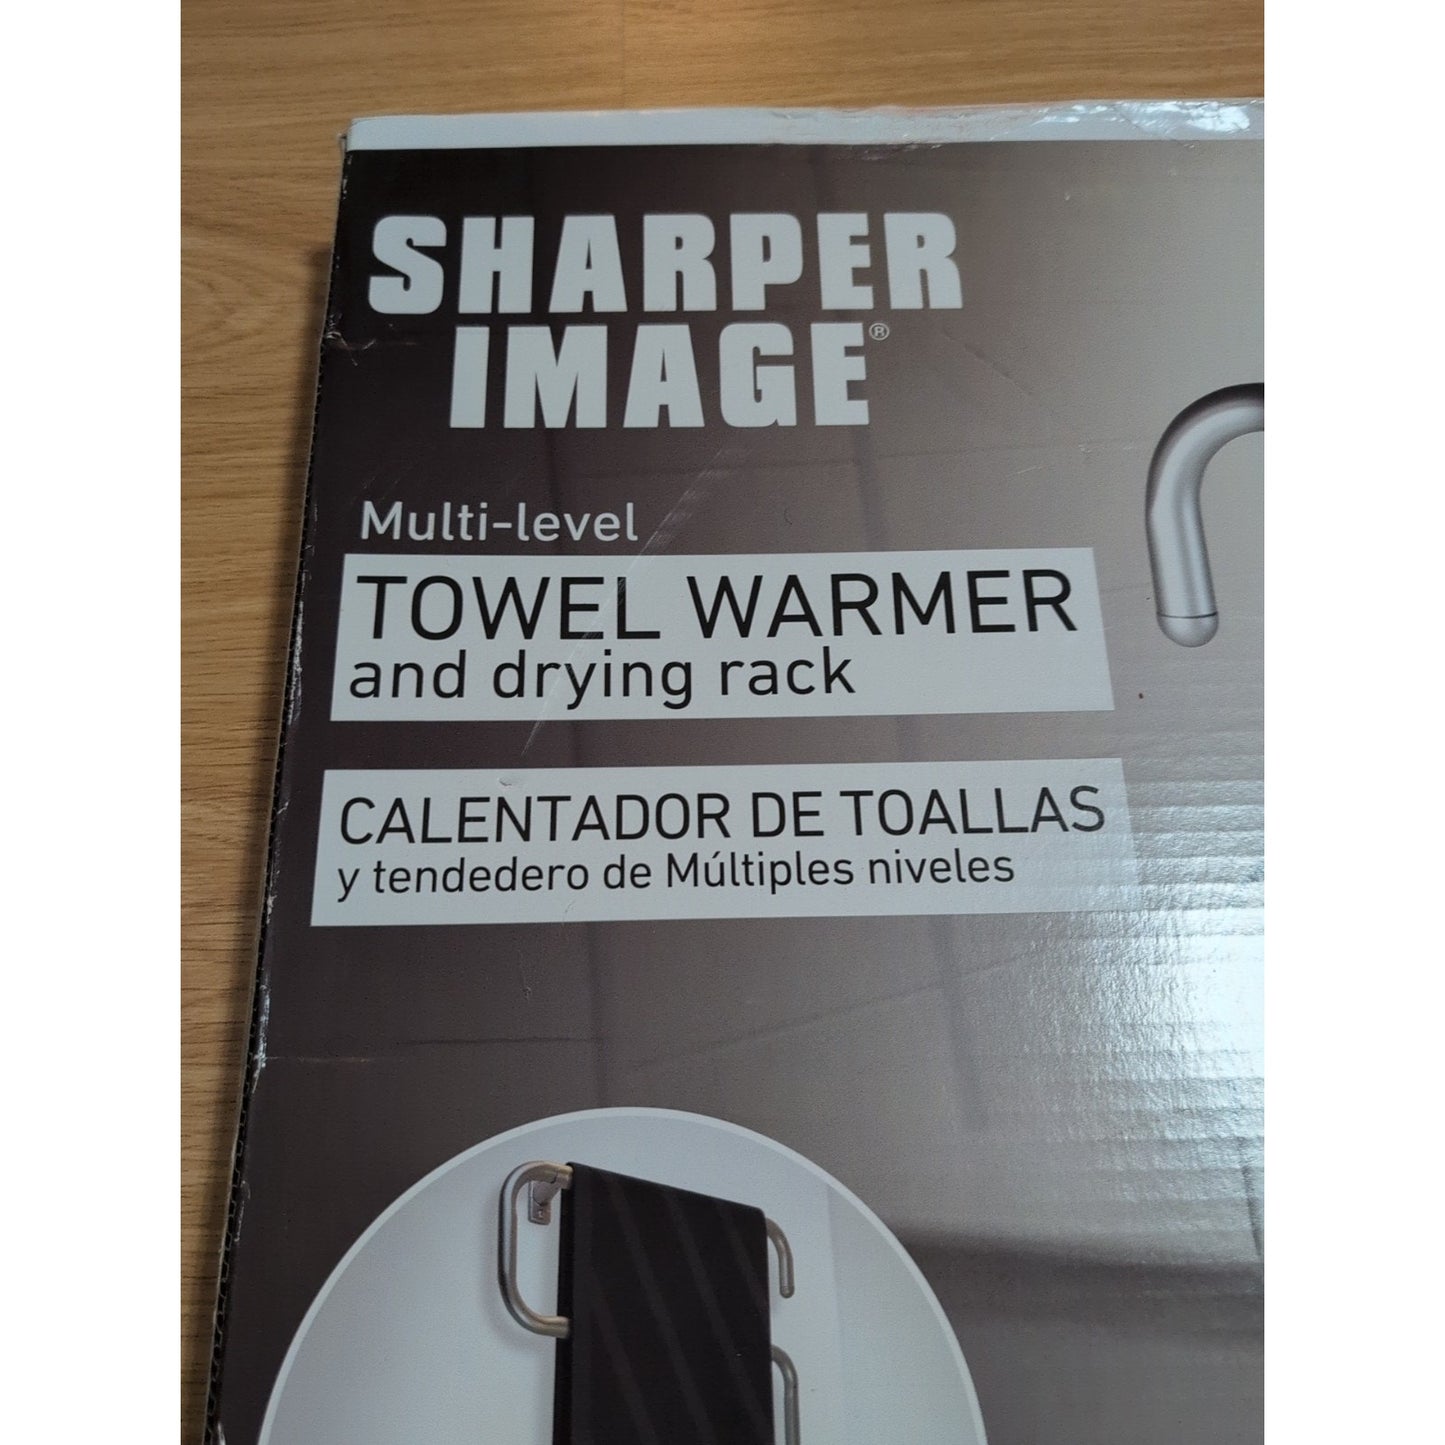 SHARPER
IMAGE®
Multi-level
TOWEL WARMER
and drying rack
CALENTADOR DE TOALLAS
y tendedero de Múltiples niveles